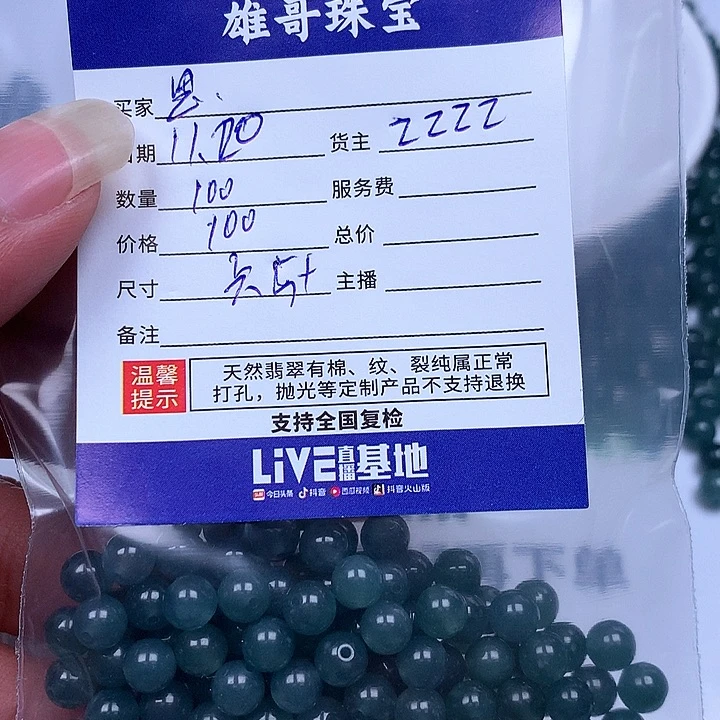 雄哥珠宝
买家 思.
日期 11.20 货主 2222
数量 100 服务费
价格 100 总价
尺寸 主播
备注
温馨提示 天然翡翠有棉、纹、裂纯属正常
打孔，抛光等定制产品不支持退换
支持全国复检
LiVE直播基地
今日头条 抖音 西瓜视频 抖音火山版